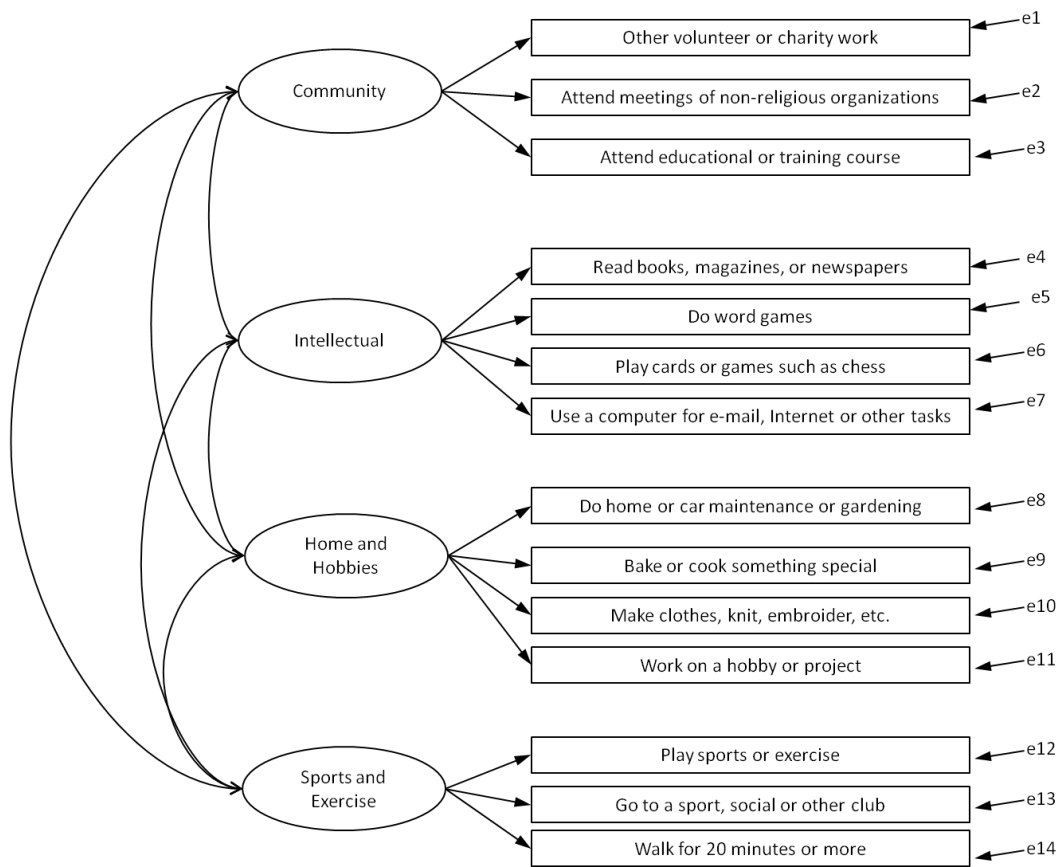 e1
Other volunteer or charity work
Community
Attend meetings of non-religious organizations
e2
Attend educational or training course
e3
Read books, magazines, or newspapers
e4
Do word games
e5
Intellectual
Play cards or games such as chess
e6
Use a computer for e-mail, Internet or other tasks
e7
Do home or car maintenance or gardening
e8
Home and
Hobbies
Bake or cook something special
e9
Make clothes, knit, embroider, etc.
e10
Work on a hobby or project
e11
Play sports or exercise
e12
Sports and
Exercise
Go to a sport, social or other club
e13
Walk for 20 minutes or more
e14